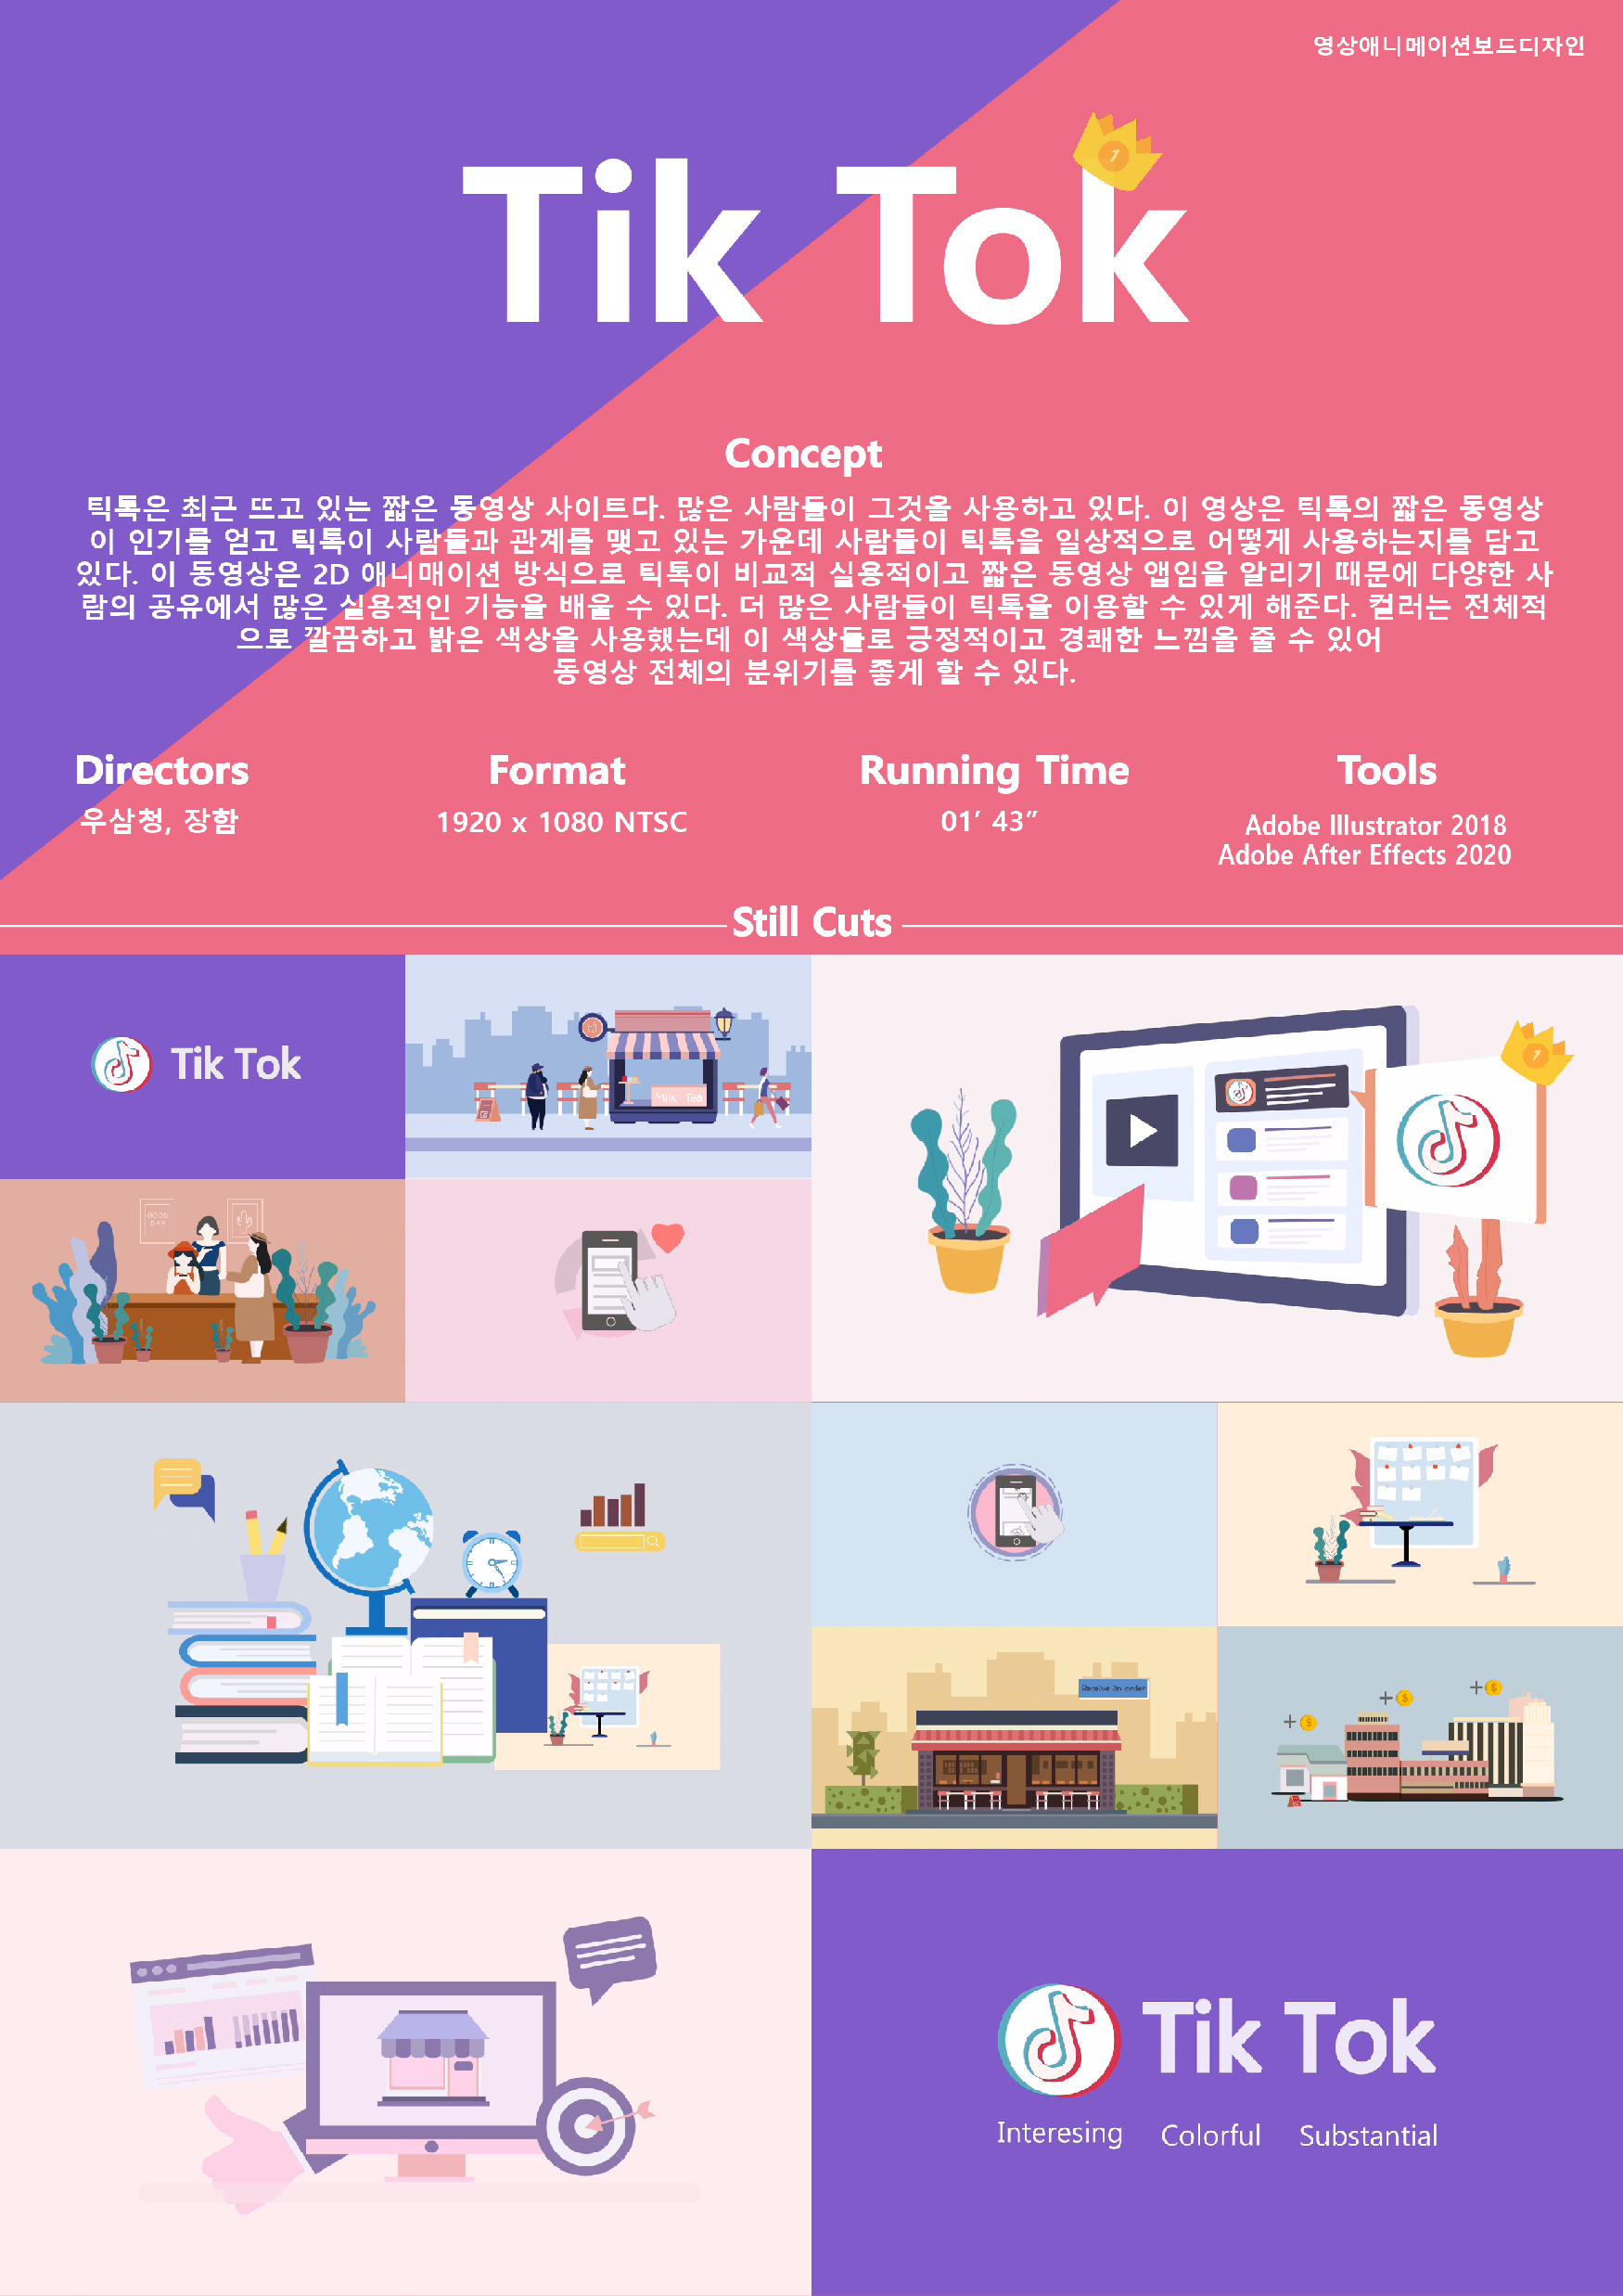 영상애니메이션보드디자인
Tik Tok
1
Concept
틱톡은 최근 뜨고 있는 짧은 동영상 사이트다. 많은 사람들이 그것을 사용하고 있다. 이 영상은 틱톡의 짧은 동영상
이 인기를 얻고 틱톡이 사람들과 관계를 맺고 있는 가운데 사람들이 틱톡을 일상적으로 어떻게 사용하는지를 담고
있다. 이 동영상은 2D 애니매이션 방식으로 틱톡이 비교적 실용적이고 짧은 동영상 앱임을 알리기 때문에 다양한 사
람의 공유에서 많은 실용적인 기능을 배울 수 있다. 더 많은 사람들이 틱톡을 이용할 수 있게 해준다. 컬러는 전체적
으로 깔끔하고 밝은 색상을 사용했는데 이 색상들로 긍정적이고 경쾌한 느낌을 줄 수 있어
동영상 전체의 분위기를 좋게 할 수 있다.
Directors
우삼청, 장함
Format
1920 x 1080 NTSC
Running Time
01′ 43″
Tools
Adobe Illustrator 2018
Adobe After Effects 2020
Still Cuts
Tik Tok
Milk Tea
1
GOOD
DAY
Receive an order
Tik Tok
Interesing Colorful Substantial